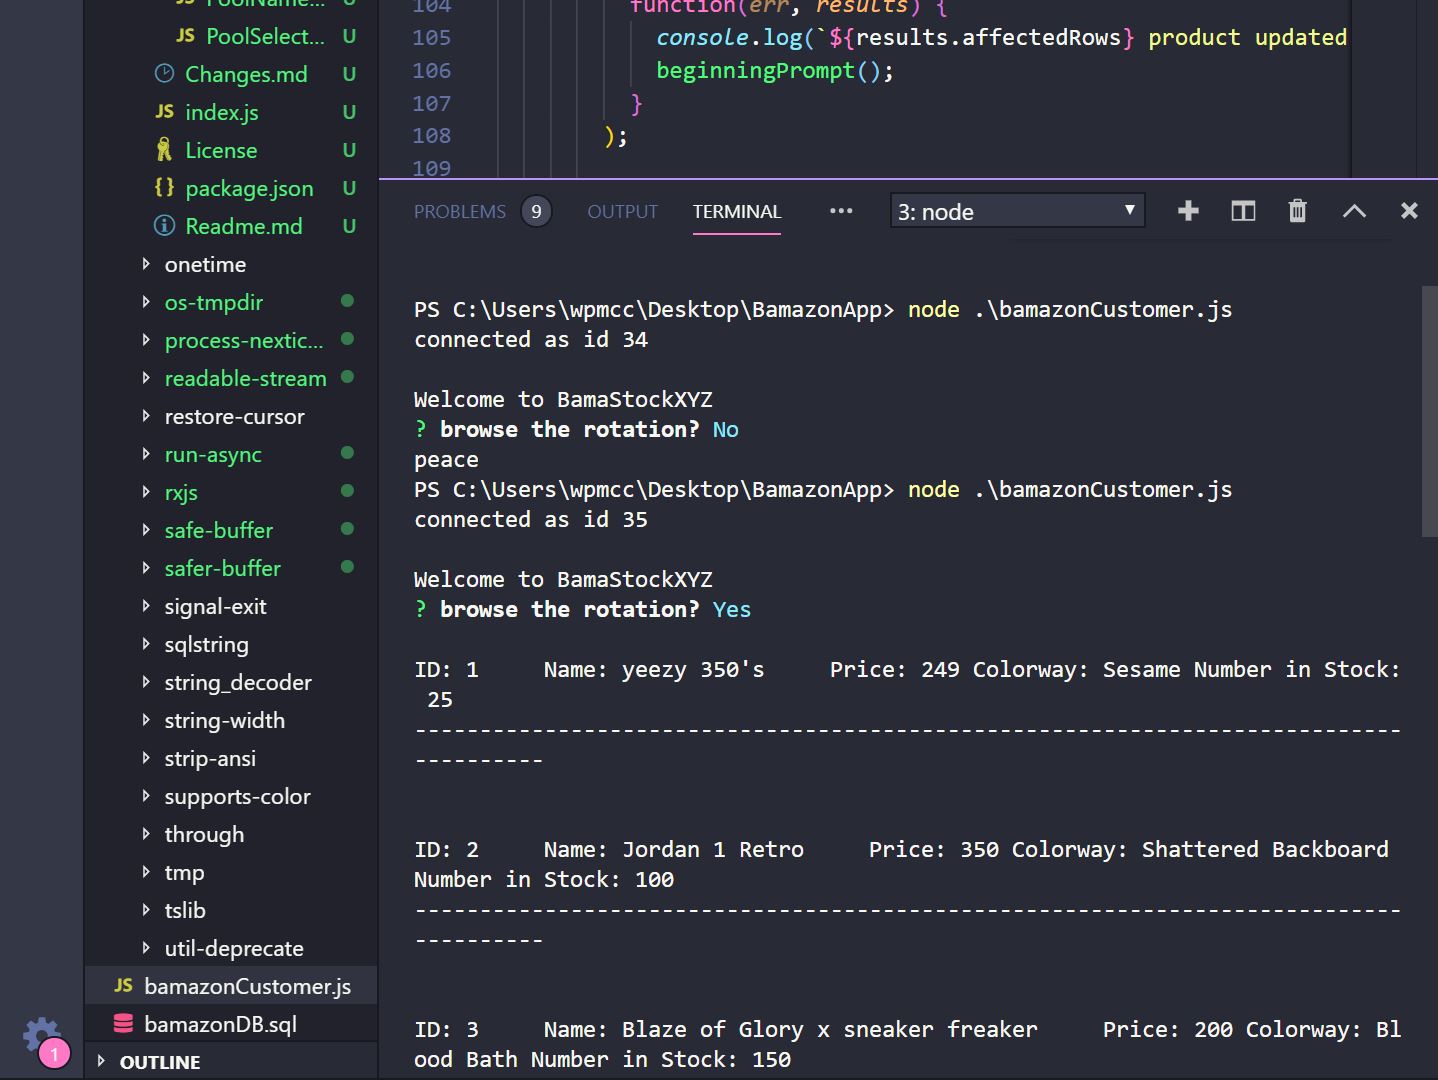 PoolName...
U
JS PoolSelect... U
Changes.md U
JS index.js U
License U
{} package.json U
Readme.md U
onetime
os-tmpdir
process-nextic...
readable-stream
restore-cursor
run-async
rxjs
safe-buffer
safer-buffer
signal-exit
sqlstring
string_decoder
string-width
strip-ansi
supports-color
through
tmp
tslib
util-deprecate
JS bamazonCustomer.js
bamazonDB.sql
OUTLINE
1
104 function(err, results) {
105 console.log(`${results.affectedRows} product updated
106 beginningPrompt();
107 }
108 );
109
PROBLEMS 9 OUTPUT TERMINAL ... 3: node
PS C:\Users\wpmcc\Desktop\BamazonApp> node .\bamazonCustomer.js
connected as id 34
Welcome to BamaStockXYZ
? browse the rotation? No
peace
PS C:\Users\wpmcc\Desktop\BamazonApp> node .\bamazonCustomer.js
connected as id 35
Welcome to BamaStockXYZ
? browse the rotation? Yes
ID: 1     Name: yeezy 350's     Price: 249 Colorway: Sesame Number in Stock:
25
----------------------------------------------------------------------------
----------
ID: 2     Name: Jordan 1 Retro     Price: 350 Colorway: Shattered Backboard
Number in Stock: 100
----------------------------------------------------------------------------
----------
ID: 3     Name: Blaze of Glory x sneaker freaker     Price: 200 Colorway: Bl
ood Bath Number in Stock: 150